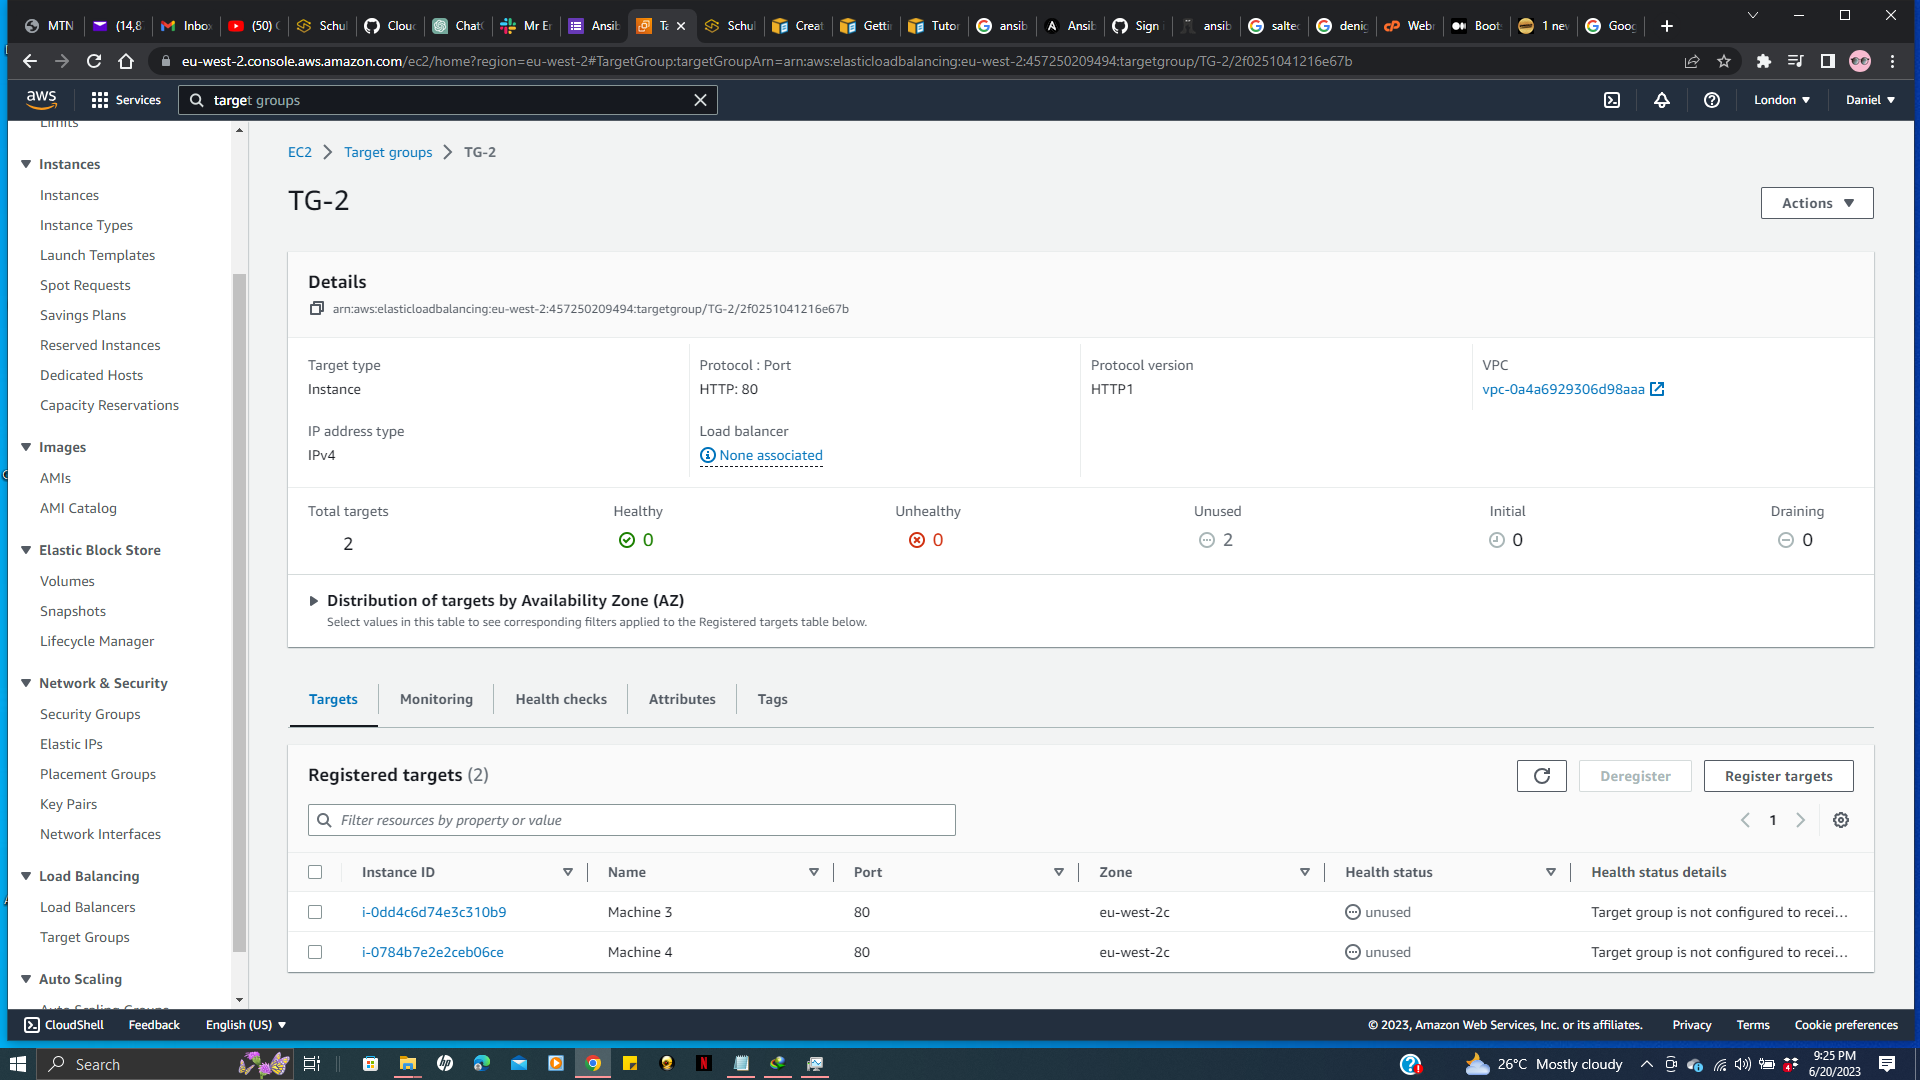 MTN
(14,8
Inbo
(50)
Schu
Clou
Chat
Mr E
Ansib
Ta
Schu
Creat
Getti
Tutor
ansib
Ansib
Sign
ansib
saltec
denig
Webr
Boot
1 nev
Goog
eu-west-2.console.aws.amazon.com/ec2/home?region=eu-west-2#TargetGroup:targetGroupArn=arn:aws:elasticloadbalancing:eu-west-2:457250209494:targetgroup/TG-2/2f0251041216e67b
aws
Services
target groups
London
Daniel
Limits
Instances
Instances
Instance Types
Launch Templates
Spot Requests
Savings Plans
Reserved Instances
Dedicated Hosts
Capacity Reservations
Images
AMIs
AMI Catalog
Elastic Block Store
Volumes
Snapshots
Lifecycle Manager
Network & Security
Security Groups
Elastic IPs
Placement Groups
Key Pairs
Network Interfaces
Load Balancing
Load Balancers
Target Groups
Auto Scaling
Auto Scaling Groups
EC2 > Target groups > TG-2
TG-2
Actions
Details
arn:aws:elasticloadbalancing:eu-west-2:457250209494:targetgroup/TG-2/2f0251041216e67b
Target type
Instance
Protocol : Port
HTTP: 80
Protocol version
HTTP1
VPC
vpc-0a4a6929306d98aaa
IP address type
IPv4
Load balancer
None associated
Total targets
2
Healthy
0
Unhealthy
0
Unused
2
Initial
0
Draining
0
Distribution of targets by Availability Zone (AZ)
Select values in this table to see corresponding filters applied to the Registered targets table below.
Targets
Monitoring
Health checks
Attributes
Tags
Registered targets (2)
Deregister
Register targets
Filter resources by property or value
1
Instance ID Name Port Zone Health status Health status details
i-0dd4c6d74e3c310b9 Machine 3 80 eu-west-2c unused Target group is not configured to recei...
i-0784b7e2e2ceb06ce Machine 4 80 eu-west-2c unused Target group is not configured to recei...
CloudShell
Feedback
English (US)
© 2023, Amazon Web Services, Inc. or its affiliates.
Privacy
Terms
Cookie preferences
Search
26°C Mostly cloudy
9:25 PM
6/20/2023